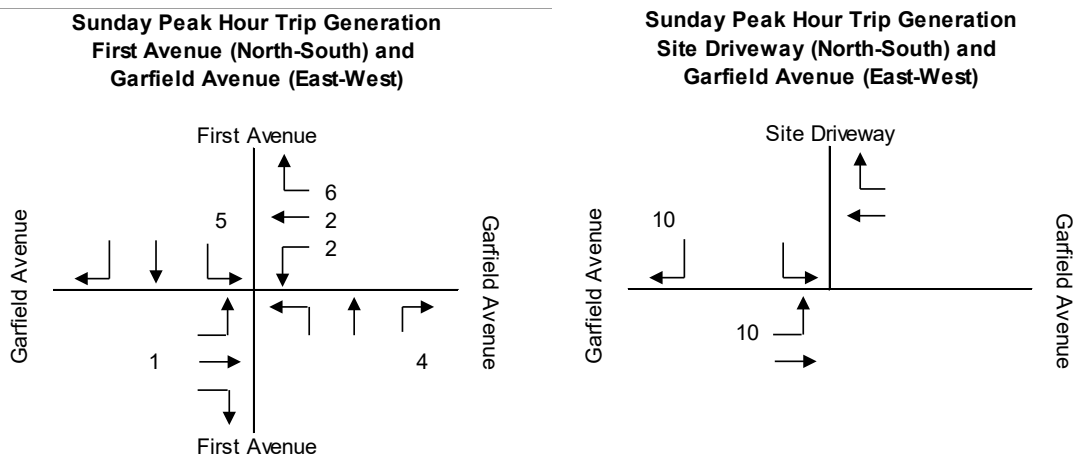 Sunday Peak Hour Trip Generation
First Avenue (North-South) and
Garfield Avenue (East-West)
First Avenue
6
5
2
2
Garfield Avenue
Garfield Avenue
1
4
First Avenue
Sunday Peak Hour Trip Generation
Site Driveway (North-South) and
Garfield Avenue (East-West)
Site Driveway
10
Garfield Avenue
Garfield Avenue
10